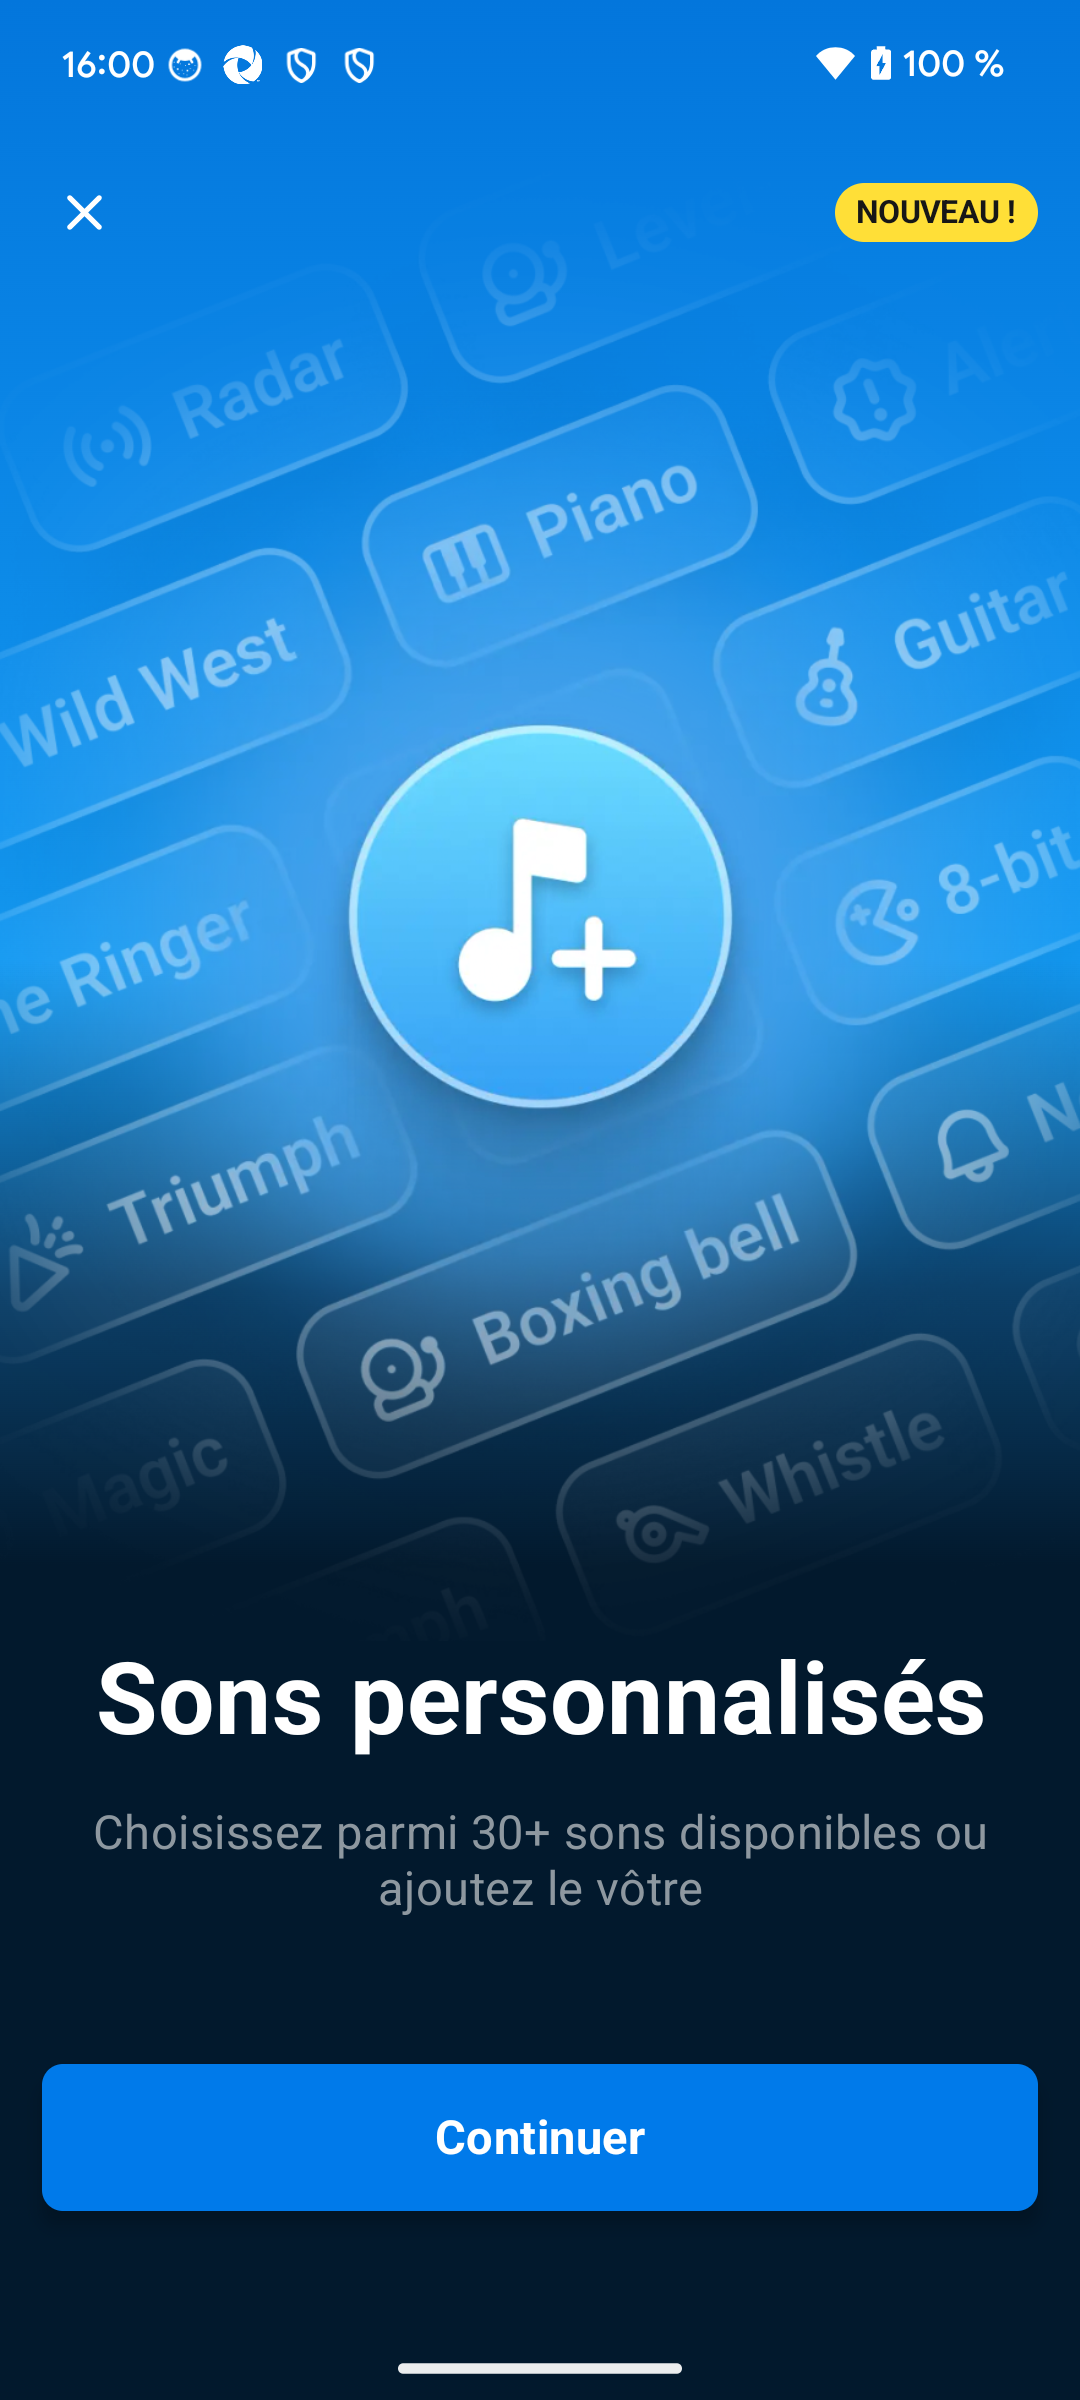 16:00
100 %
NOUVEAU !
Radar
Piano
Guitar
Wild West
Ringer
8-bit
Triumph
Boxing bell
Magic
Whistle
Sons personnalisés
Choisissez parmi 30+ sons disponibles ou
ajoutez le vôtre
Continuer